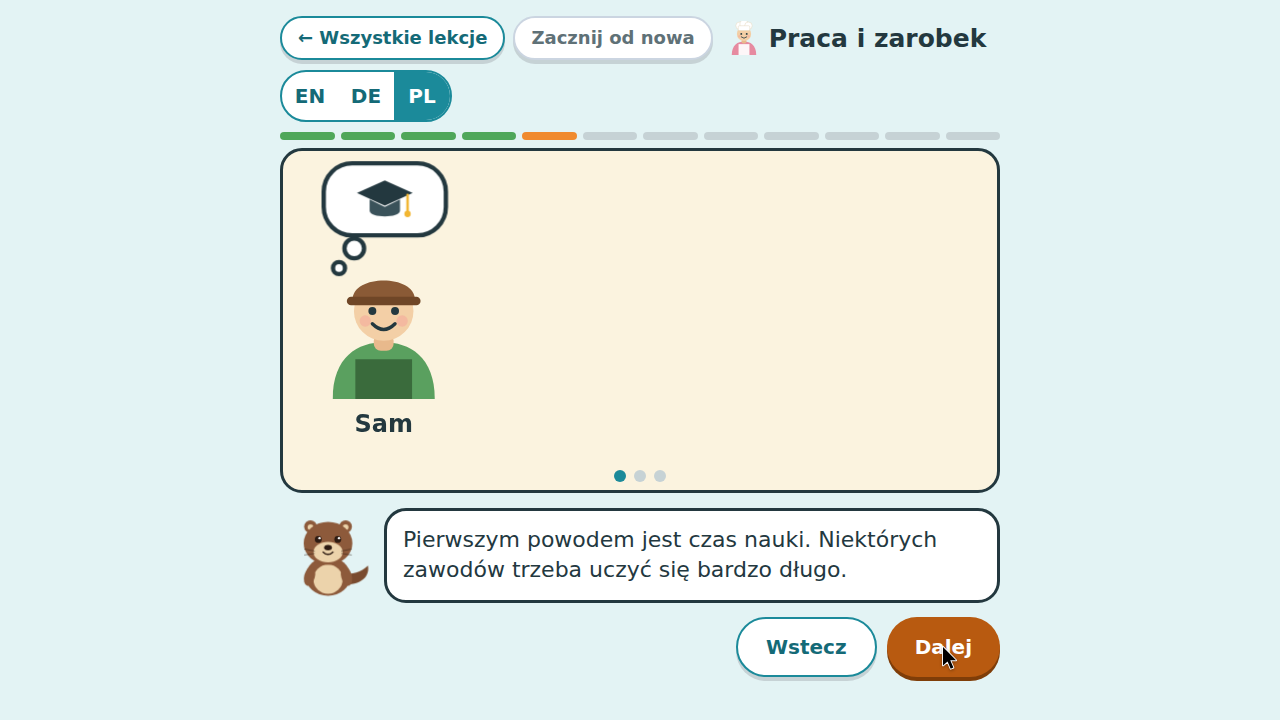 ← Wszystkie lekcje
Zacznij od nowa
Praca i zarobek
EN DE PL
Sam
Pierwszym powodem jest czas nauki. Niektórych
zawodów trzeba uczyć się bardzo długo.
Wstecz
Dalej